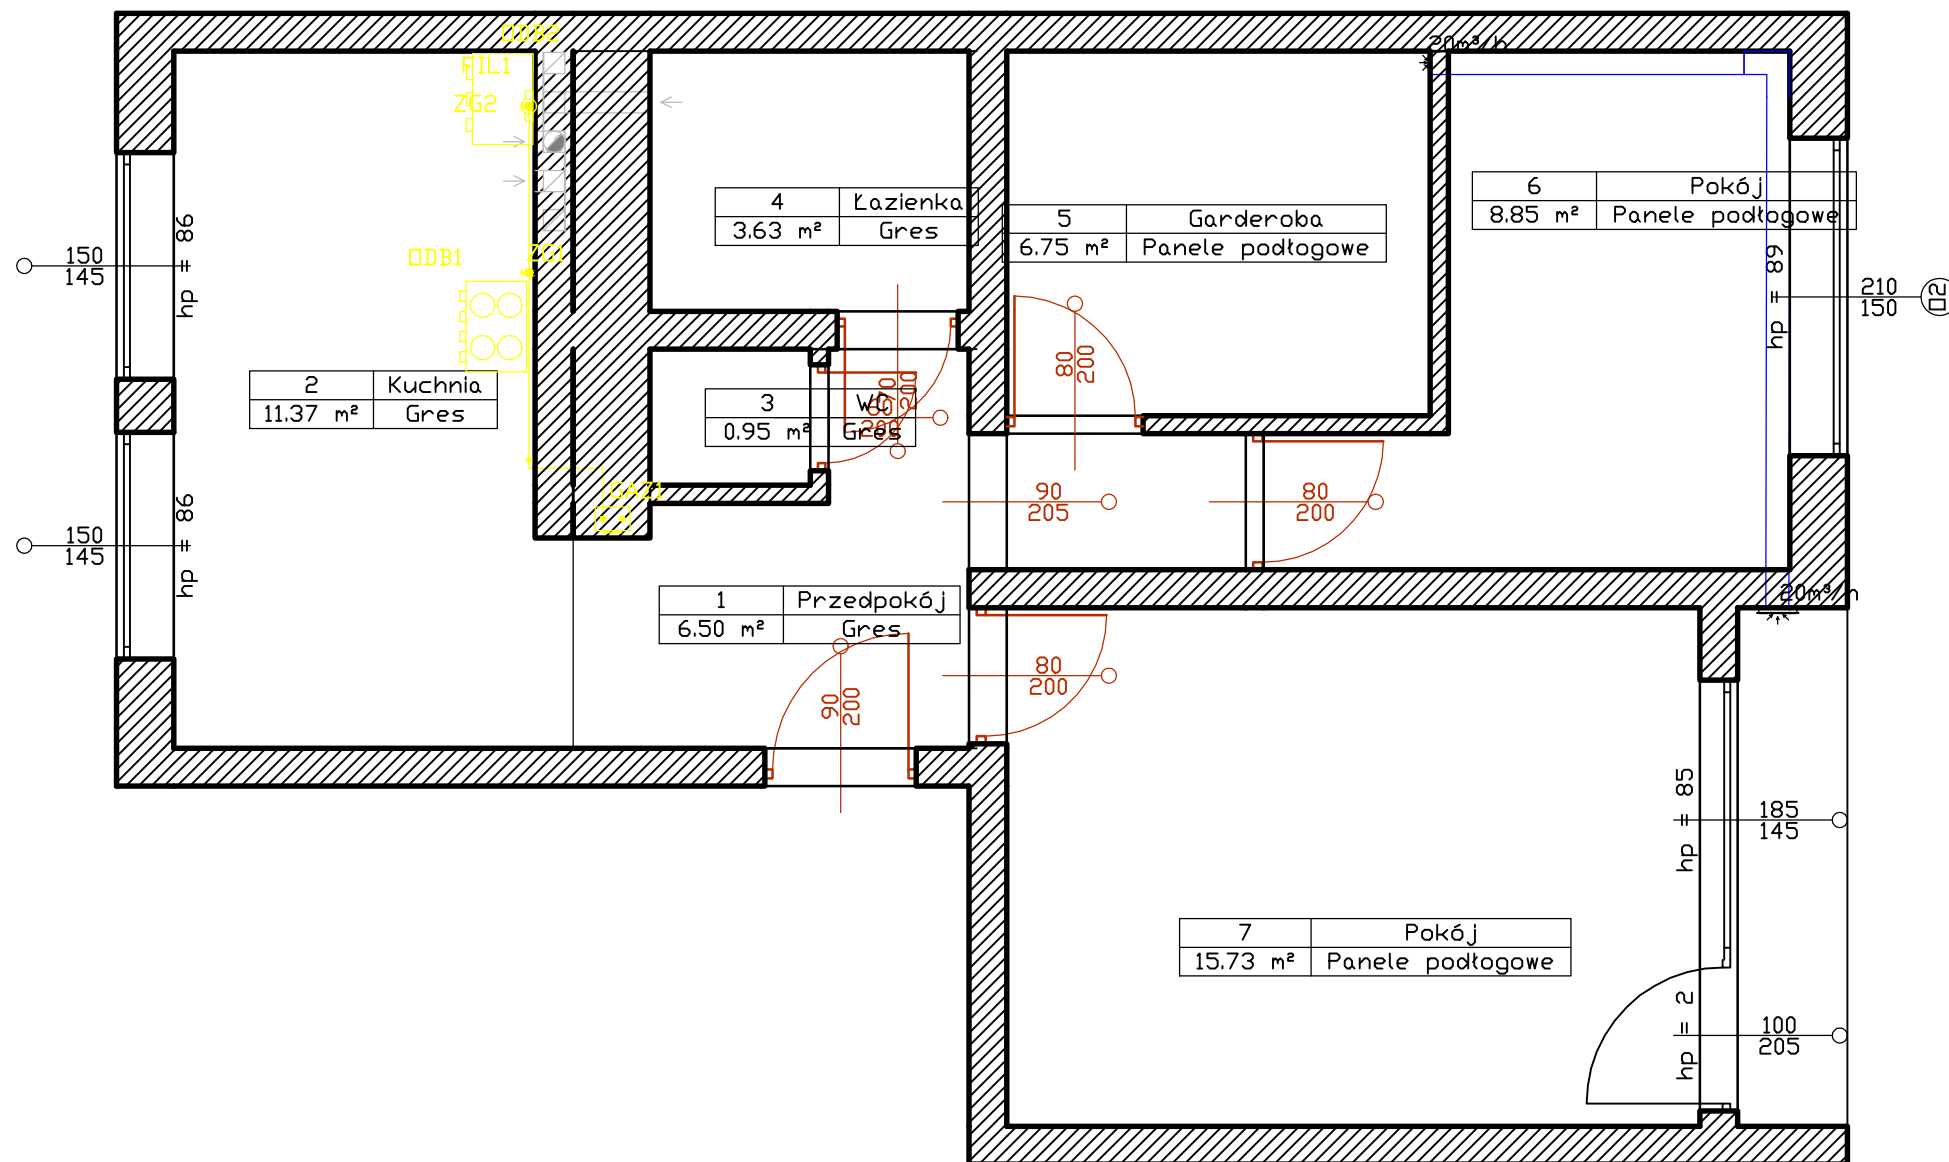 ODB2
20m³/h
FIL1
ZG2
4 Łazienka
3.63 m² Gres
5 Garderoba
6.75 m² Panele podłogowe
6 Pokój
8.85 m² Panele podłogowe
150
145
hp = 86
ODB1
ZG1
210
150
hp = 89
80
200
2 Kuchnia
11.37 m² Gres
3 WC
0.95 m² Gres
70
200
60
200
GAZ1
90
205
80
200
150
145
hp = 86
20m³/h
1 Przedpokój
6.50 m² Gres
80
200
90
200
hp = 85
185
145
7 Pokój
15.73 m² Panele podłogowe
hp = 2
100
205